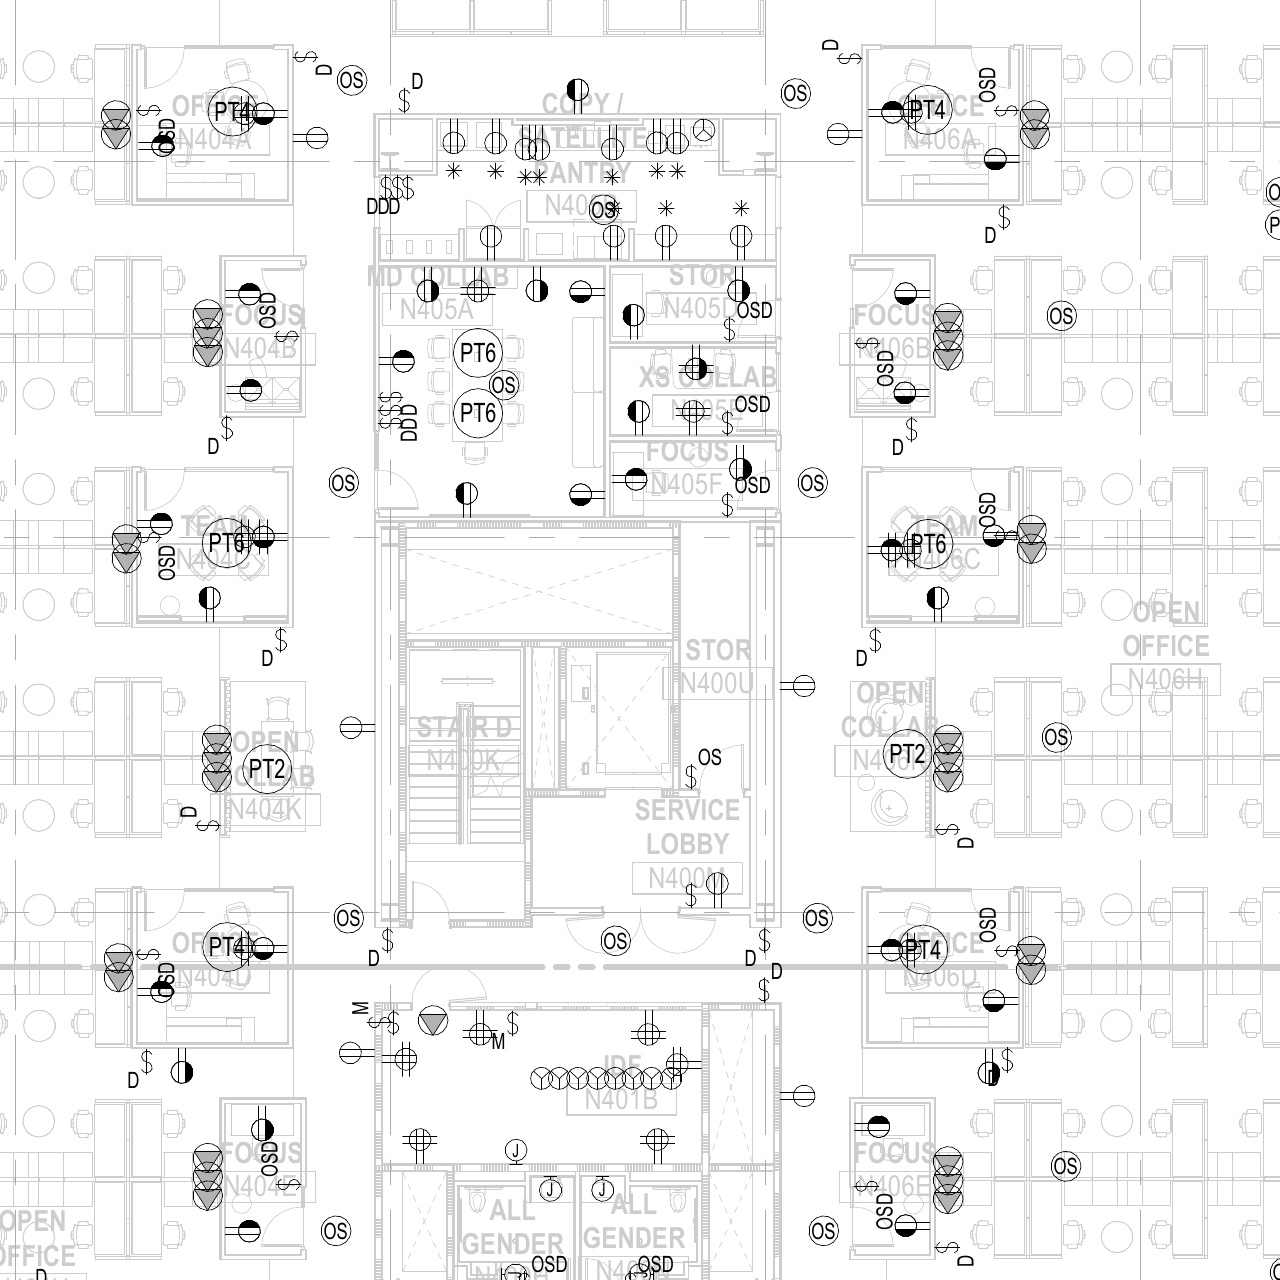 D
D
D
OS
OS
OFFICE
PT4
N404A
OSD
COPY /
SATELLITE
PANTRY
OS
DDD
OSD
OFFICE
PT4
N406A
D
MD COLLAB
N405A
STOR
N405D
OSD
FOCUS
N404B
OSD
D
FOCUS
N406B
OSD
D
OS
PT6
PT6
OS
DDD
XS COLLAB
N405E
OSD
FOCUS
N405F
OSD
OS
OS
TEAM
PT6
OSD
D
OSD
TEAM
PT6
N406C
D
OPEN
OFFICE
N406H
STOR
N400U
STAIR D
N400K
OS
OPEN
COLLAB
PT2
N404K
D
OPEN
COLLAB
PT2
D
OS
SERVICE
LOBBY
N400M
OS
OS
OS
D
D
D
OFFICE
PT4
N404D
OSD
D
OSD
OFFICE
PT4
N406D
D
M
M
IDF
N401B
J
J
J
FOCUS
N404E
OSD
OS
FOCUS
N406E
OSD
OS
D
OS
ALL
GENDER
OSD
ALL
GENDER
OSD
OPEN
OFFICE
D